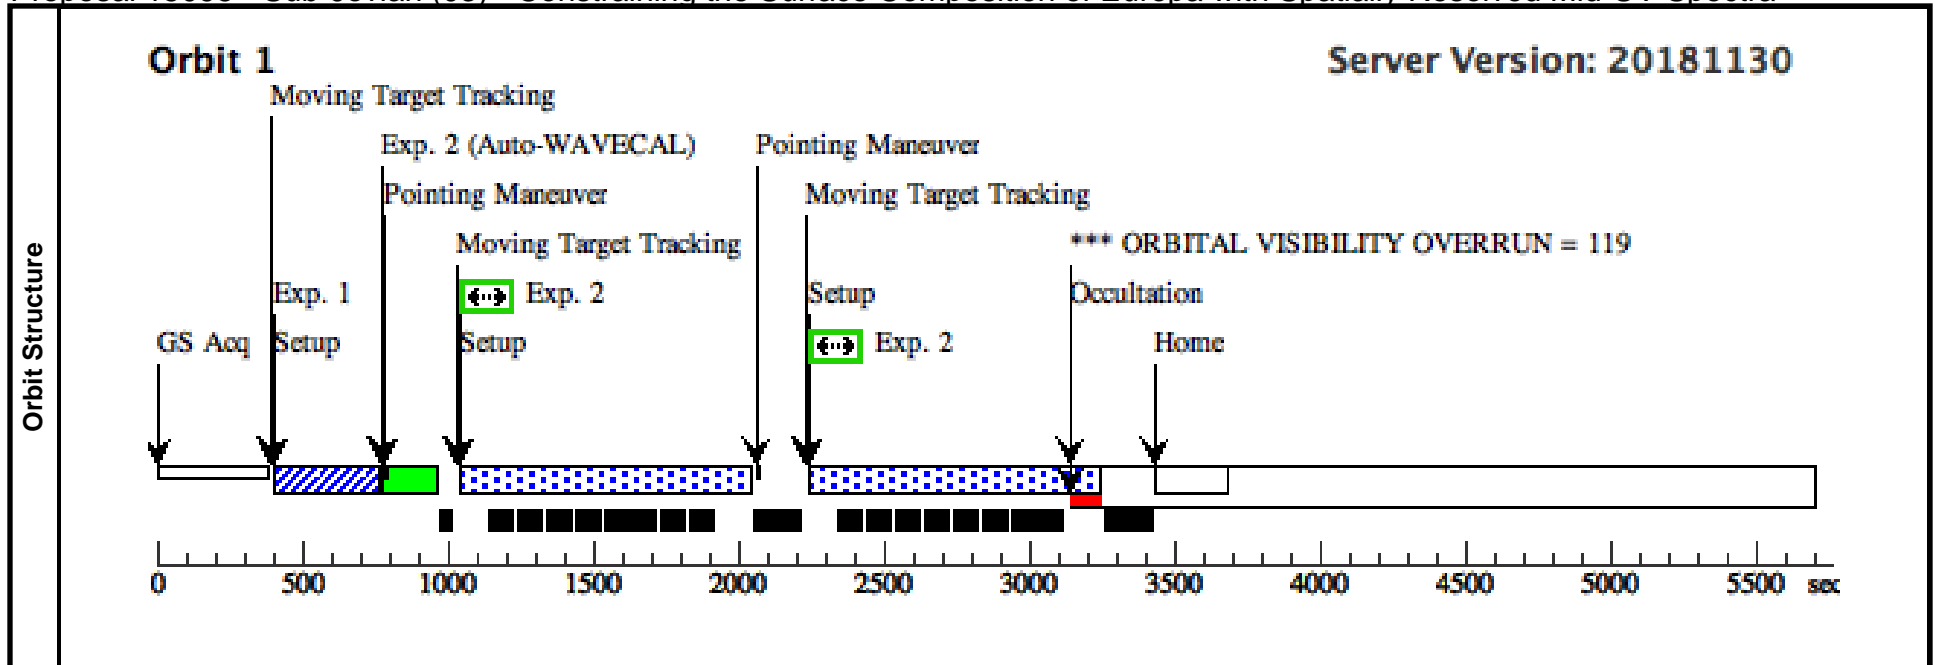 Orbit 1 Server Version: 20181130
Moving Target Tracking
Exp. 2 (Auto-WAVECAL) Pointing Maneuver
Pointing Maneuver Moving Target Tracking
Moving Target Tracking *** ORBITAL VISIBILITY OVERRUN = 119
Exp. 1 Exp. 2 Setup Occultation
GS Acq Setup Setup Exp. 2 Home
Orbit Structure
0 500 1000 1500 2000 2500 3000 3500 4000 4500 5000 5500 sec